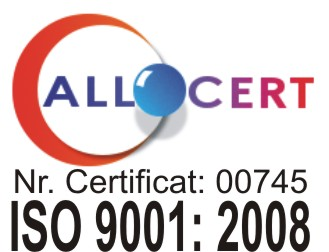 ALLOCERT
Nr. Certificat: 00745
ISO 9001: 2008